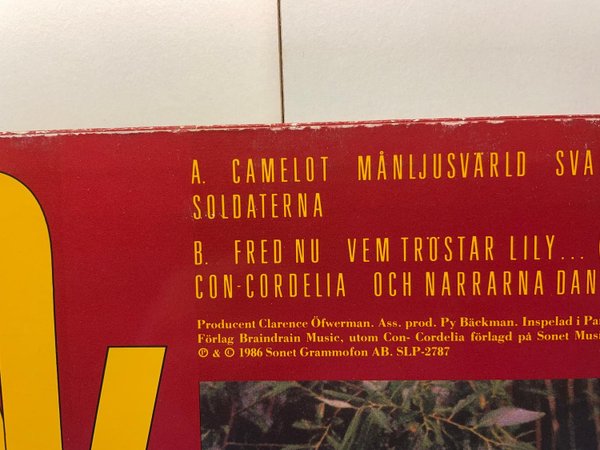 A. CAMELOT MÅNLJUSVÄRLD SVA
SOLDATERNA
B. FRED NU VEM TRÖSTAR LILY...
CON-CORDELIA OCH NARRARNA DAN
Producent Clarence Öfwerman. Ass. prod. Py Bäckman. Inspelad i Pa
Förlag Braindrain Music, utom Con- Cordelia förlagd på Sonet Mus
℗ & © 1986 Sonet Grammofon AB. SLP-2787